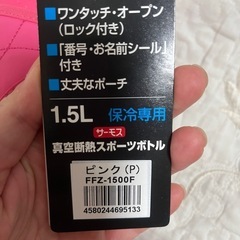 ■ワンタッチ・オープン
(ロック付き)
■「番号・お名前シール」
付き
■丈夫なポーチ
1.5L 保冷専用
サーモス
真空断熱スポーツボトル
ピンク(P)
FFZ-1500F
4580244695133